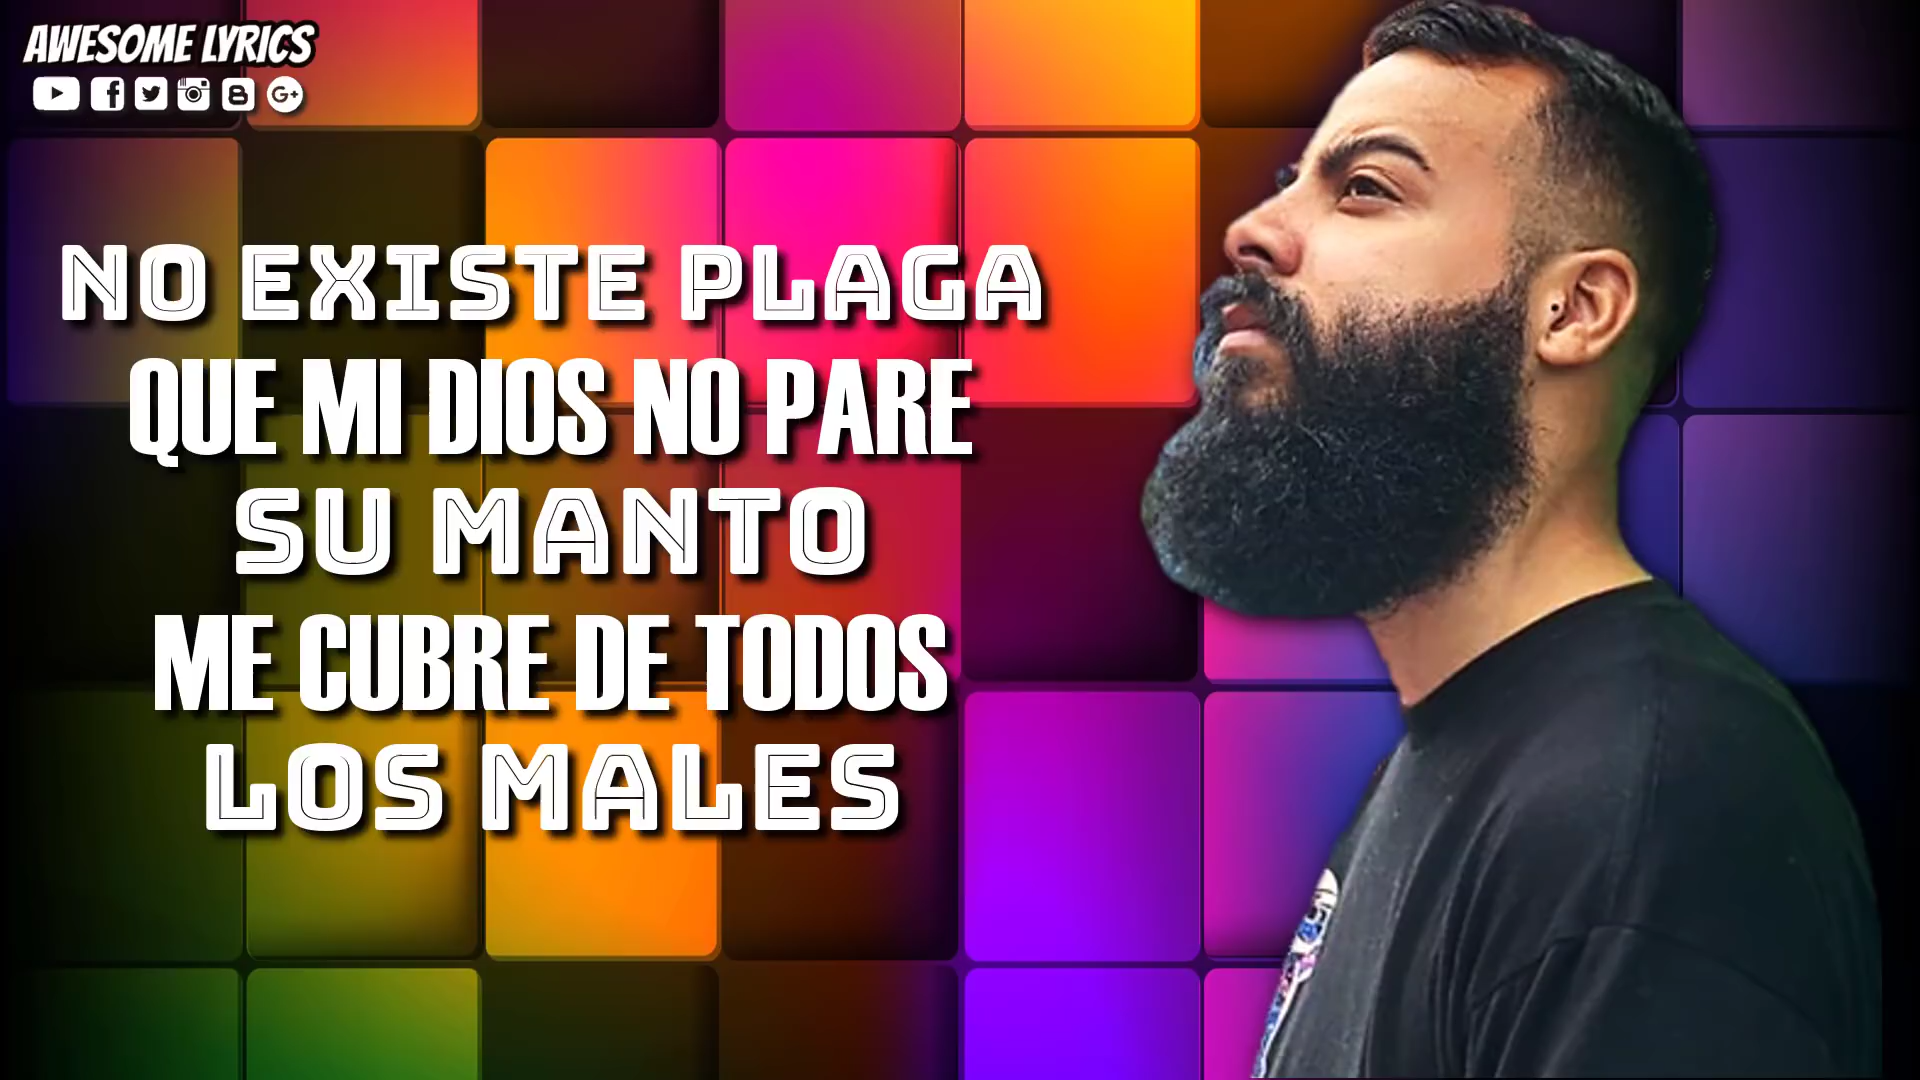 AWESOME LYRICS
NO EXISTE PLAGA
QUE MI DIOS NO PARE
SU MANTO
ME CUBRE DE TODOS
LOS MALES